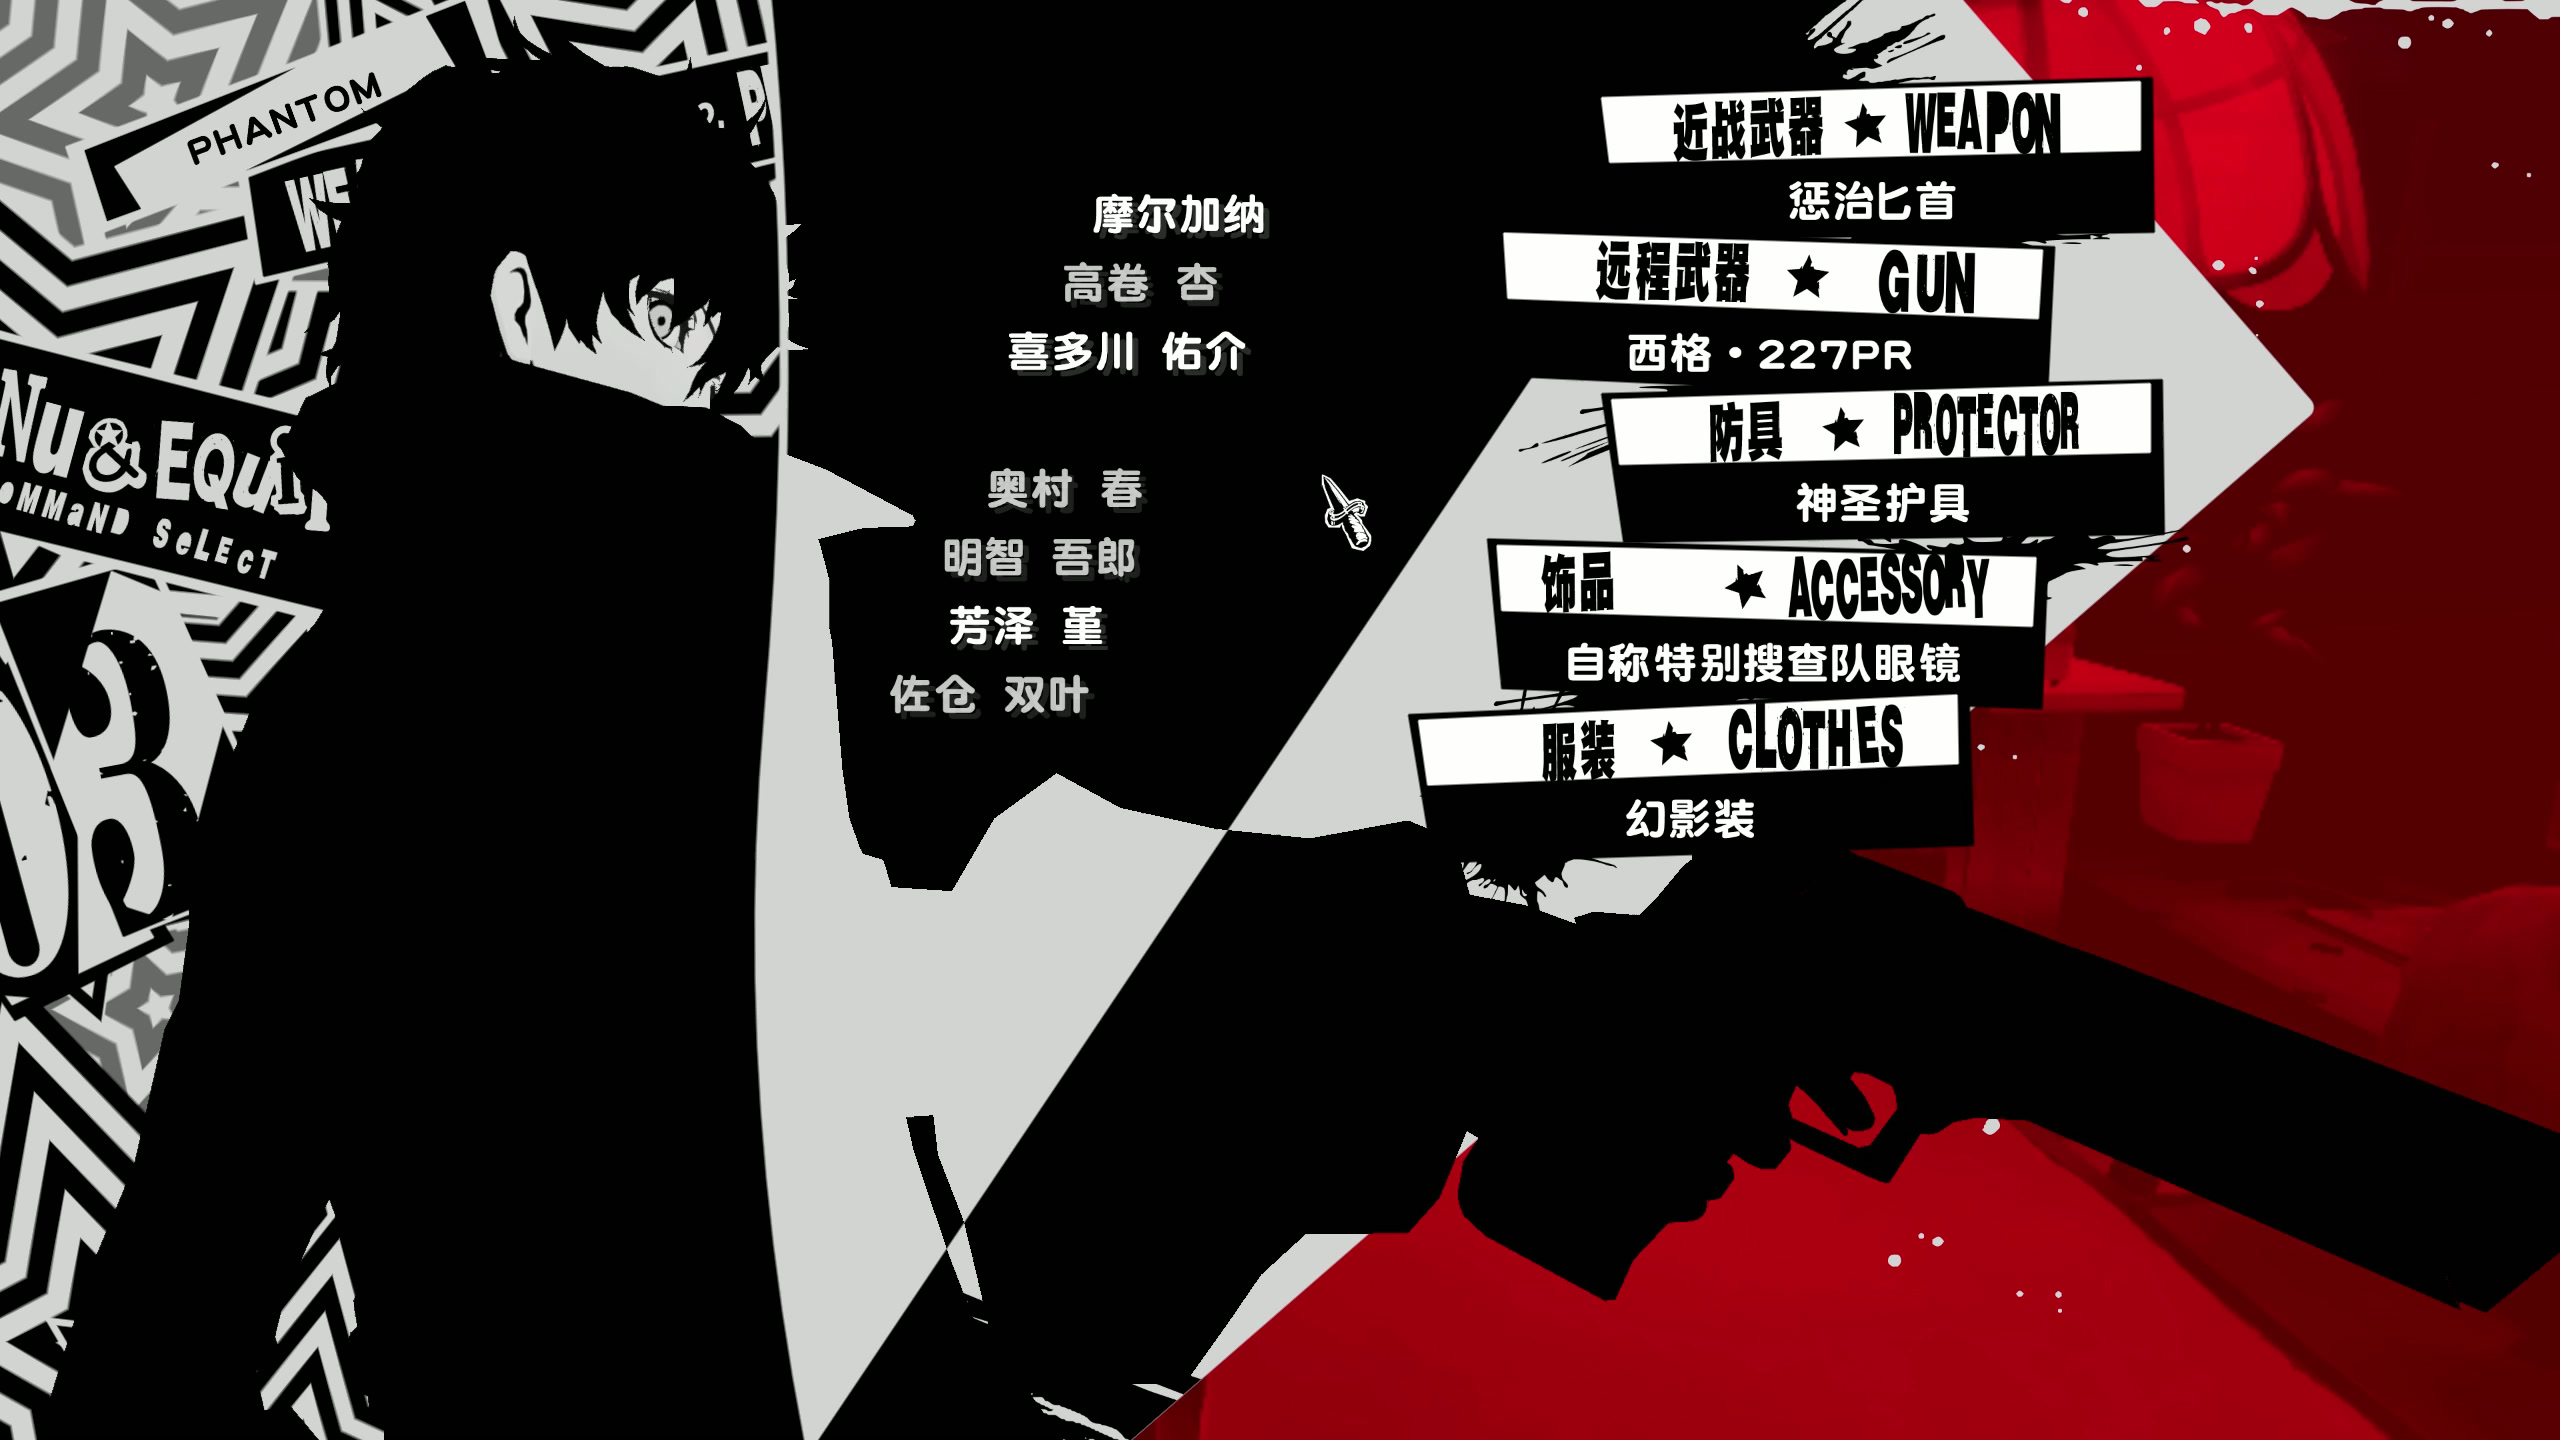 PHANTOM
WE
Nu&EQu
oMMaND SeLEcT
03
摩尔加纳
高卷 杏
喜多川 佑介
奥村 春
明智 吾郎
芳泽 堇
佐仓 双叶
近战武器 ★ WEAPON
惩治匕首
远程武器 ★ GUN
西格·227PR
防具 ★ PROTECTOR
神圣护具
饰品 ★ ACCESSORY
自称特别搜查队眼镜
服装 ★ CLOTHES
幻影装